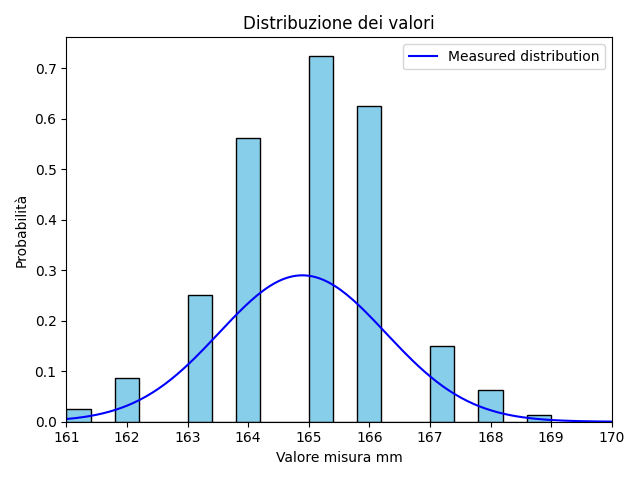 Distribuzione dei valori
Measured distribution
Probabilità
0.7
0.6
0.5
0.4
0.3
0.2
0.1
0.0
161 162 163 164 165 166 167 168 169 170
Valore misura mm